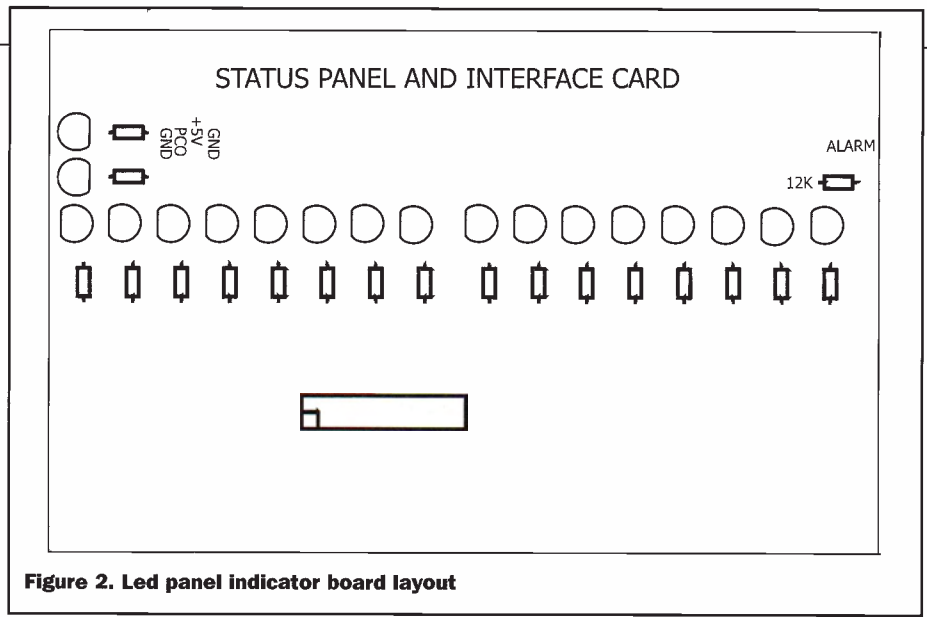 STATUS PANEL AND INTERFACE CARD
GND
PCO
+5V
GND
ALARM
12K
Figure 2. Led panel indicator board layout